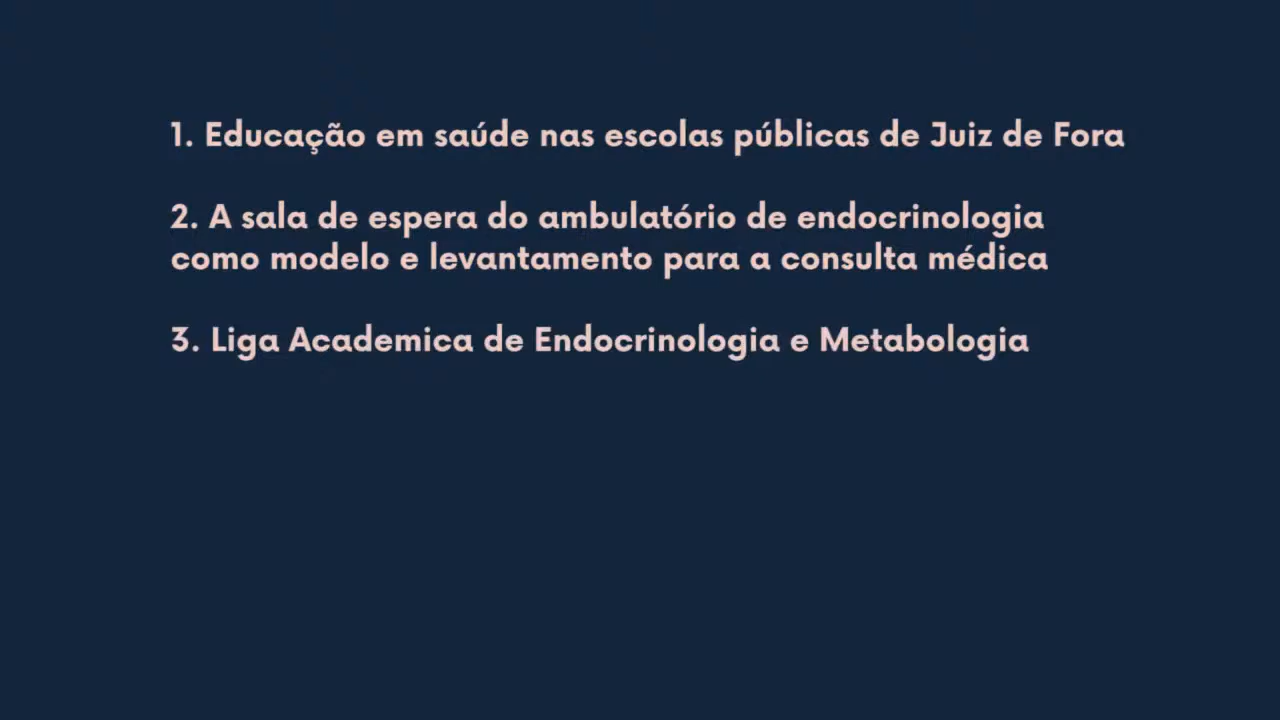 1. Educação em saúde nas escolas públicas de Juiz de Fora
2. A sala de espera do ambulatório de endocrinologia
como modelo e levantamento para a consulta médica
3. Liga Academica de Endocrinologia e Metabologia